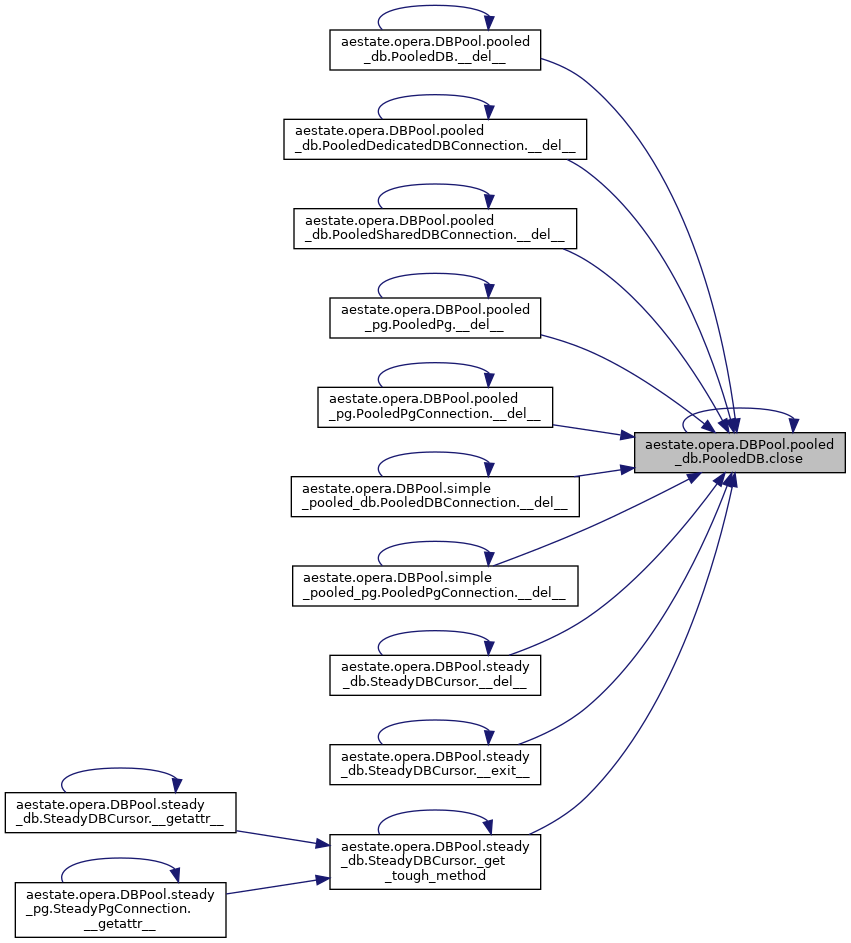 aestate.opera.DBPool.pooled
_db.PooledDB.__del__
aestate.opera.DBPool.pooled
_db.PooledDedicatedDBConnection.__del__
aestate.opera.DBPool.pooled
_db.PooledSharedDBConnection.__del__
aestate.opera.DBPool.pooled
_pg.PooledPg.__del__
aestate.opera.DBPool.pooled
_pg.PooledPgConnection.__del__
aestate.opera.DBPool.pooled
_db.PooledDB.close
aestate.opera.DBPool.simple
_pooled_db.PooledDBConnection.__del__
aestate.opera.DBPool.simple
_pooled_pg.PooledPgConnection.__del__
aestate.opera.DBPool.steady
_db.SteadyDBCursor.__del__
aestate.opera.DBPool.steady
_db.SteadyDBCursor.__exit__
aestate.opera.DBPool.steady
_db.SteadyDBCursor.__getattr__
aestate.opera.DBPool.steady
_db.SteadyDBCursor._get
_tough_method
aestate.opera.DBPool.steady
_pg.SteadyPgConnection.
__getattr__